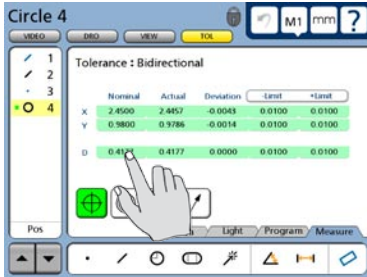 Circle 4
M1 mm ?
VIDEO DRO VIEW TOL
1
2
3
4
Tolerance : Bidirectional
Nominal Actual Deviation -Limit +Limit
X 2.4500 2.4457 -0.0043 0.0100 0.0100
Y 0.9800 0.9786 -0.0014 0.0100 0.0100
D 0.4177 0.4177 0.0000 0.0100 0.0100
Pos
Light Program Measure